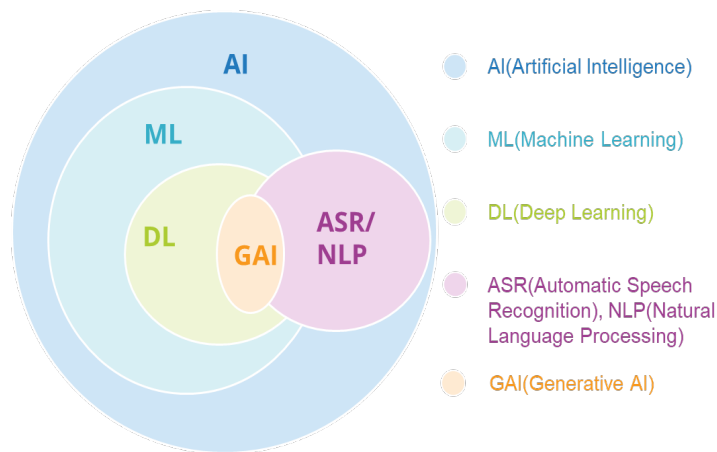 AI
ML
DL
GAI
ASR/
NLP
AI(Artificial Intelligence)
ML(Machine Learning)
DL(Deep Learning)
ASR(Automatic Speech
Recognition), NLP(Natural
Language Processing)
GAI(Generative AI)